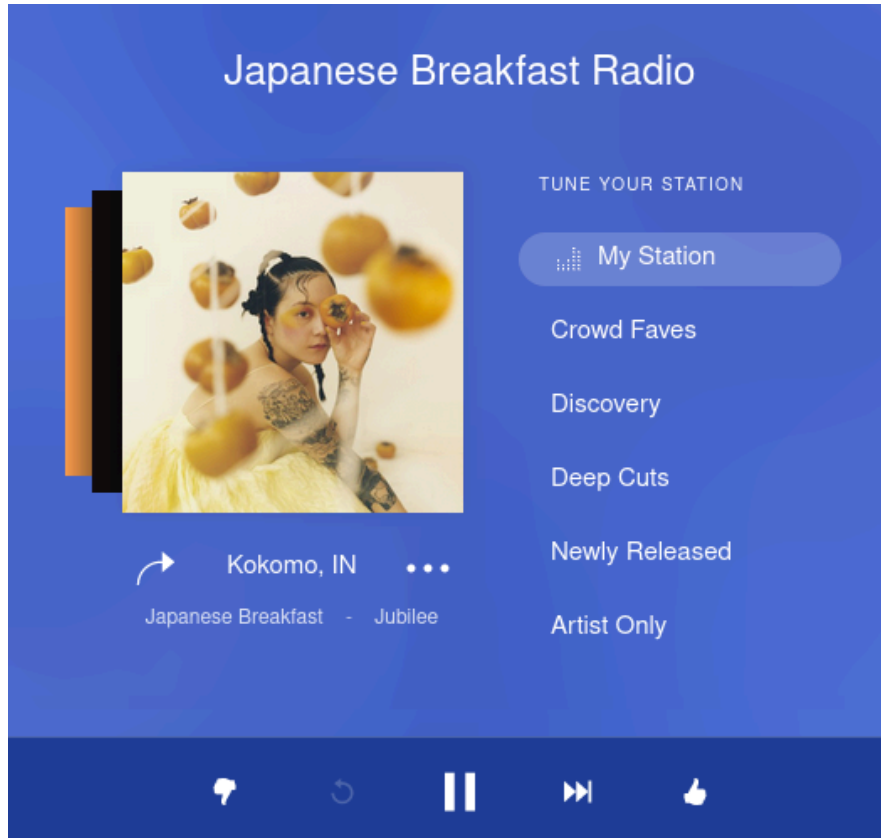 Japanese Breakfast Radio
TUNE YOUR STATION
My Station
Crowd Faves
Discovery
Deep Cuts
Newly Released
Artist Only
Kokomo, IN
Japanese Breakfast - Jubilee